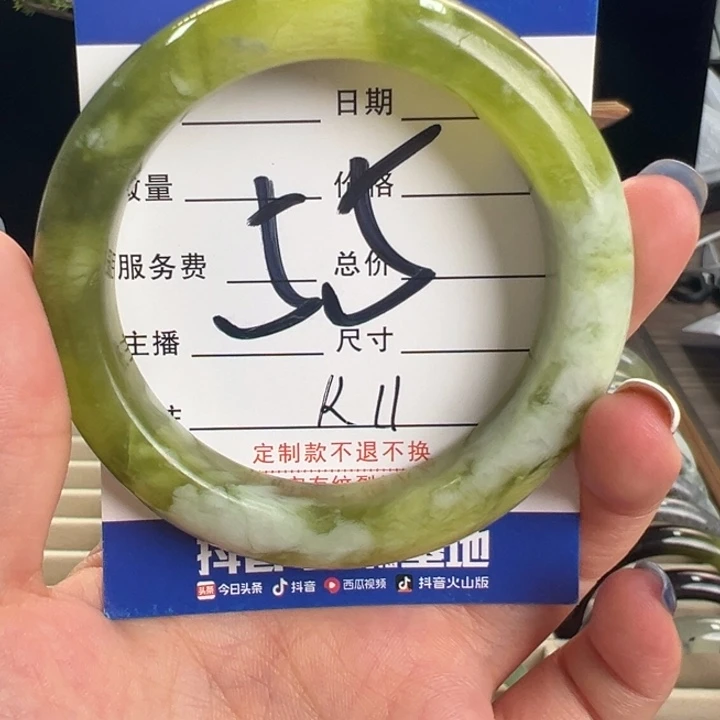 日期
数量 价格
服务费 总价
主播 尺寸
55
K11
定制款不退不换
头条 今日头条 抖音 西瓜视频 抖音火山版